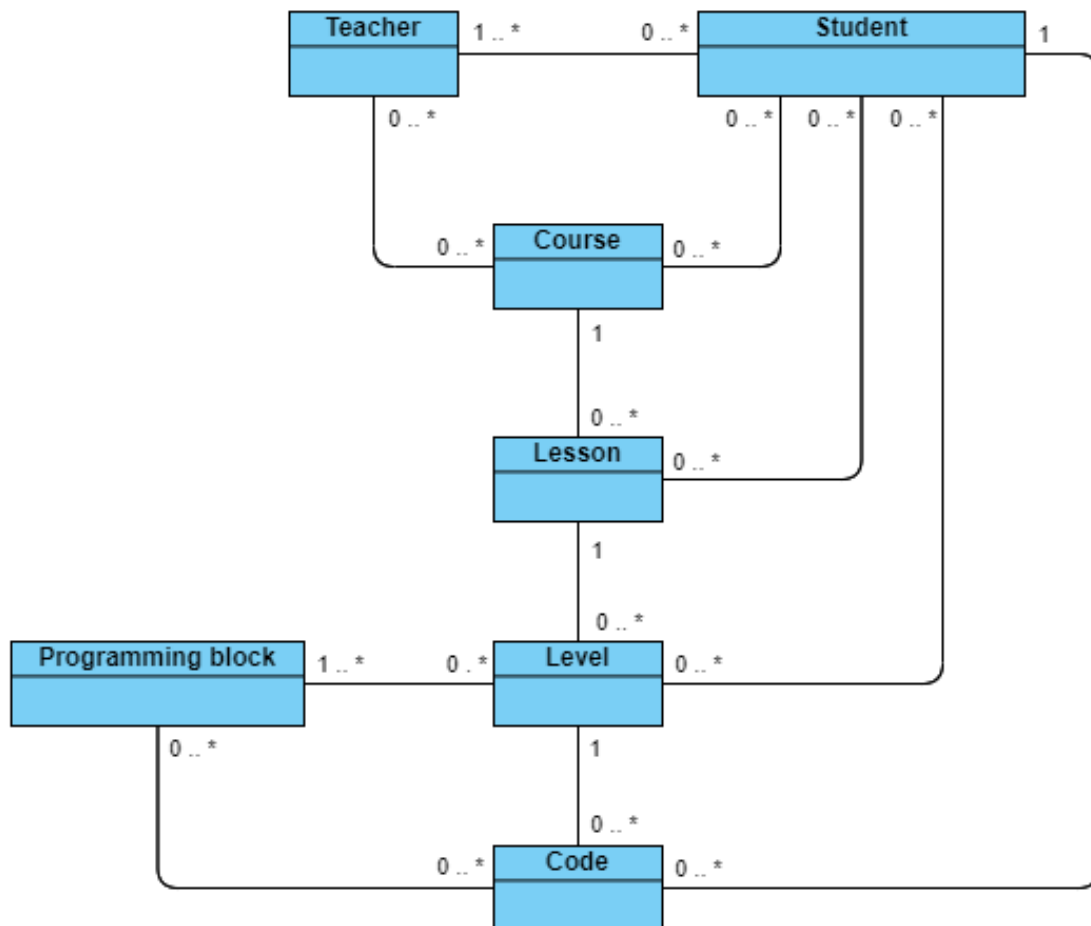 Teacher
1 .. *
0 .. *
Student
1
0 .. *
0 .. *
0 .. *
0 .. *
0 .. *
Course
0 .. *
1
0 .. *
Lesson
0 .. *
1
0 .. *
Programming block
1 .. *
0 . *
Level
0 .. *
0 .. *
1
0 .. *
0 .. *
Code
0 .. *